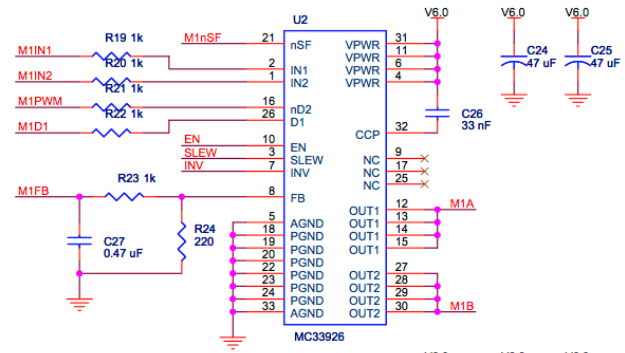 V6.0 V6.0 V6.0
U2
R19 1k M1nSF 21 nSF VPWR 31
VPWR 11
M1IN1 2 IN1 VPWR 6
R20 1k VPWR 4
M1IN2 1 IN2
R21 1k
M1PWM 16 nD2
R22 1k 26 D1
M1D1
C24
47 uF
C25
47 uF
C26
33 nF
CCP 32
EN 10 EN
SLEW 3 SLEW
INV 7 INV
NC 9
NC 17
NC 25
R23 1k
M1FB 8 FB
OUT1 12 M1A
OUT1 13
OUT1 14
OUT1 15
R24
220
C27
0.47 uF
5 AGND
18 PGND
19 PGND
20 PGND
22 PGND
23 PGND
24 PGND
33 AGND
OUT2 27
OUT2 28
OUT2 29
OUT2 30 M1B
MC33926